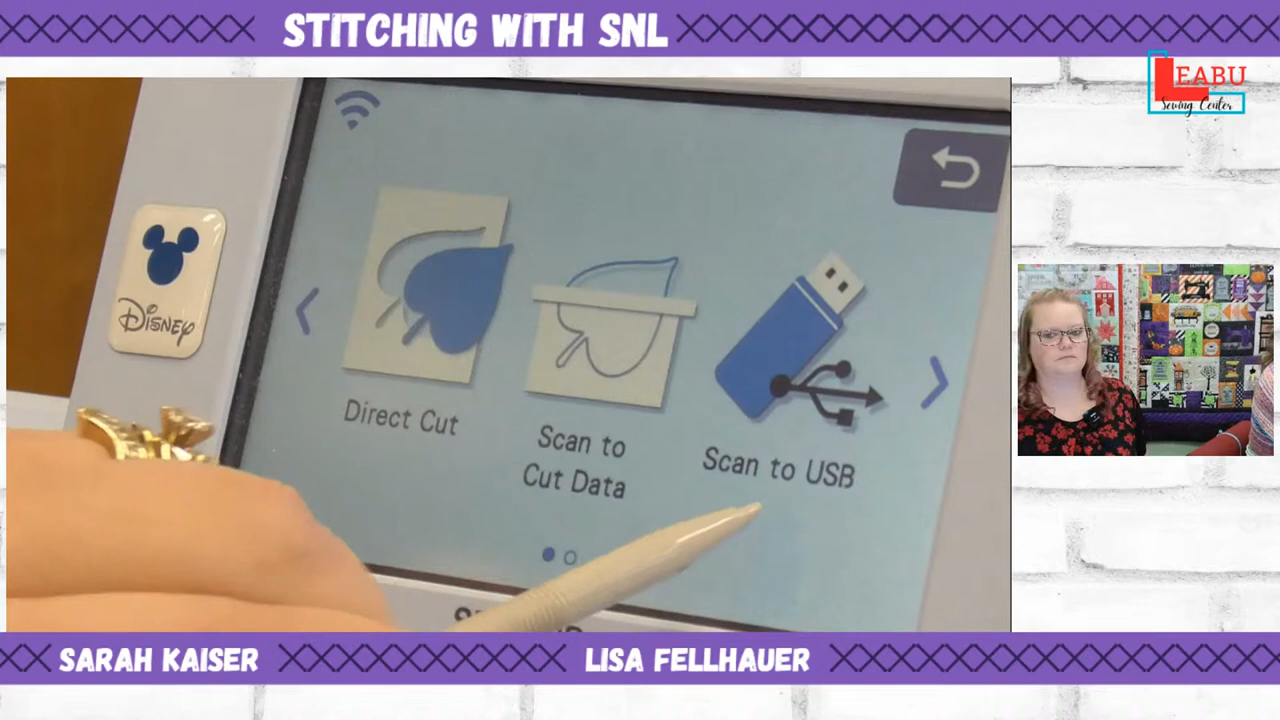 STITCHING WITH SNL
LEABU
Sewing Center
DISNEY
Direct Cut
Scan to
Cut Data
Scan to USB
SARAH KAISER
LISA FELLHAUER